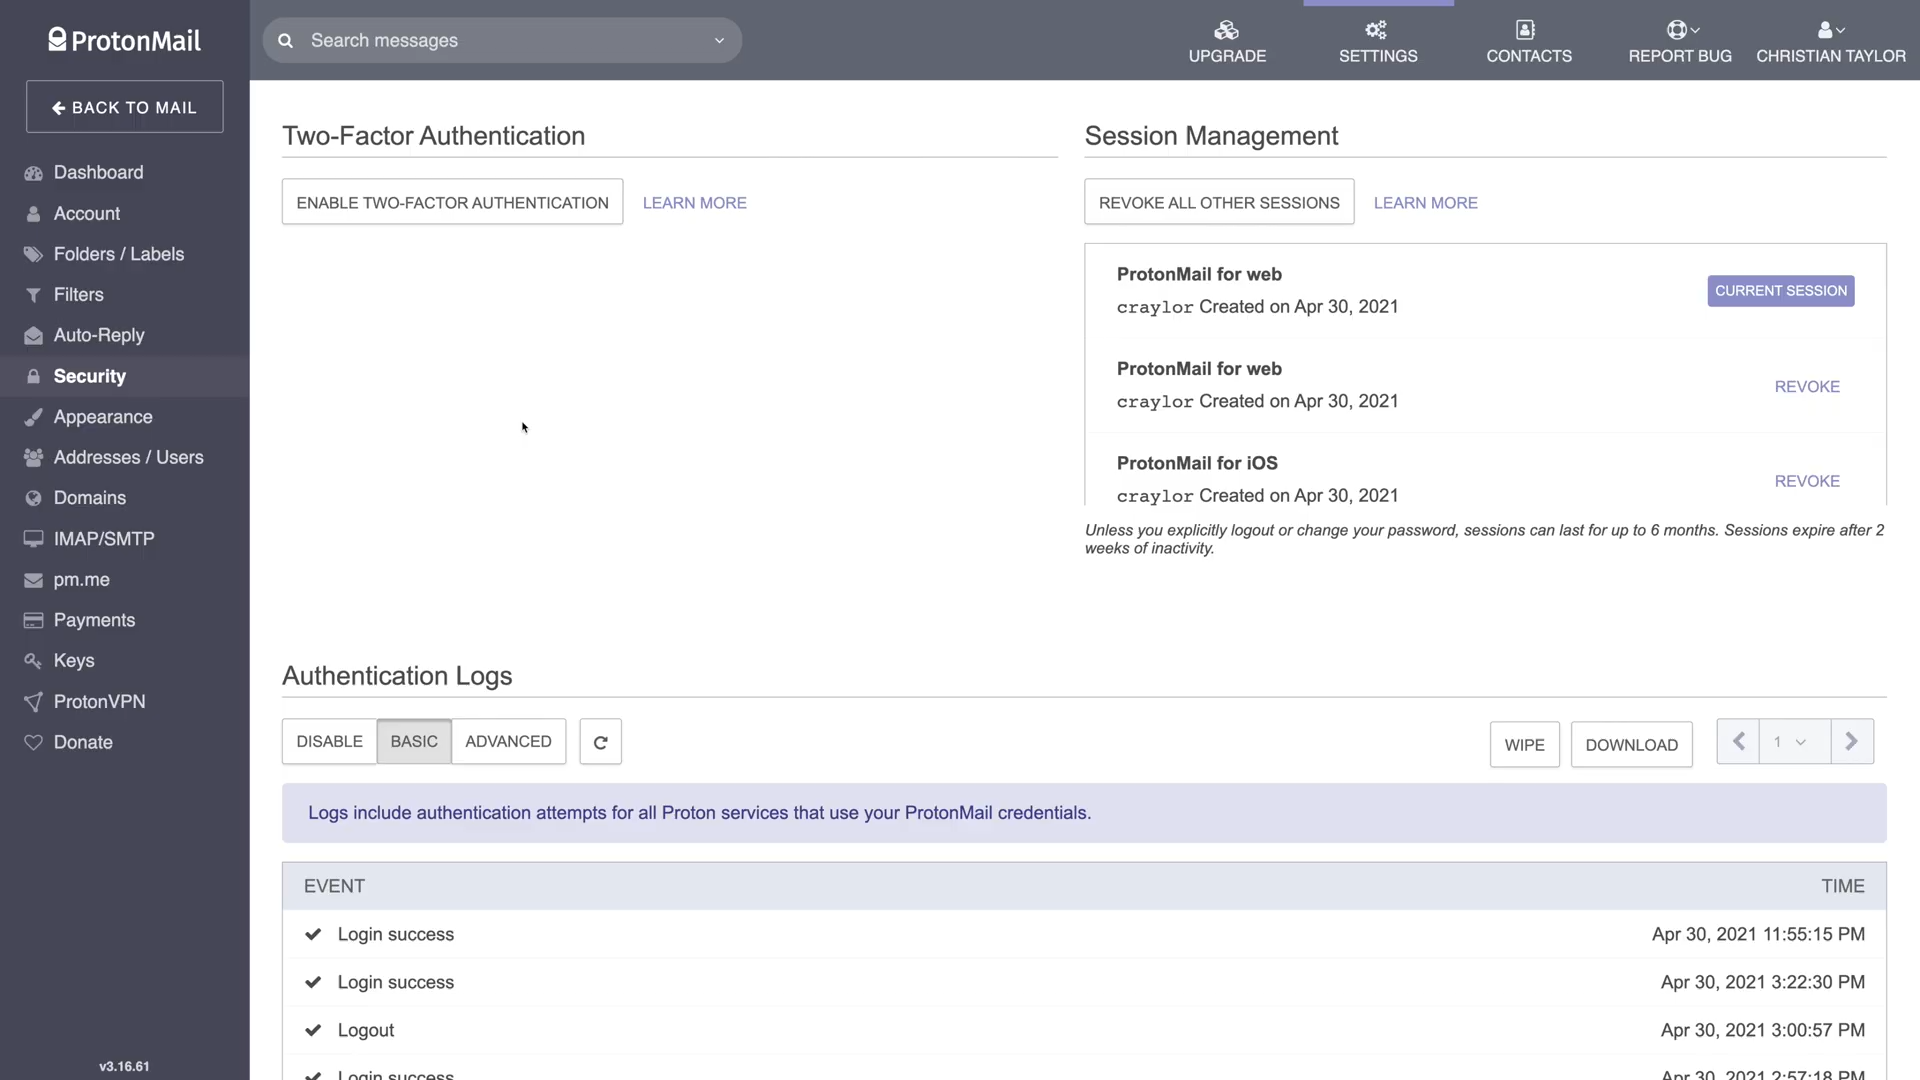 ProtonMail
Search messages
UPGRADE
SETTINGS
CONTACTS
REPORT BUG
CHRISTIAN TAYLOR
BACK TO MAIL
Dashboard
Account
Folders / Labels
Filters
Auto-Reply
Security
Appearance
Addresses / Users
Domains
IMAP/SMTP
pm.me
Payments
Keys
ProtonVPN
Donate
v3.16.61
Two-Factor Authentication
ENABLE TWO-FACTOR AUTHENTICATION
LEARN MORE
Session Management
REVOKE ALL OTHER SESSIONS
LEARN MORE
ProtonMail for web
craylor Created on Apr 30, 2021
CURRENT SESSION
ProtonMail for web
craylor Created on Apr 30, 2021
REVOKE
ProtonMail for iOS
craylor Created on Apr 30, 2021
REVOKE
Unless you explicitly logout or change your password, sessions can last for up to 6 months. Sessions expire after 2
weeks of inactivity.
Authentication Logs
DISABLE
BASIC
ADVANCED
WIPE
DOWNLOAD
1
Logs include authentication attempts for all Proton services that use your ProtonMail credentials.
EVENT
TIME
Login success
Apr 30, 2021 11:55:15 PM
Login success
Apr 30, 2021 3:22:30 PM
Logout
Apr 30, 2021 3:00:57 PM
Login success
Apr 30, 2021 2:57:18 PM